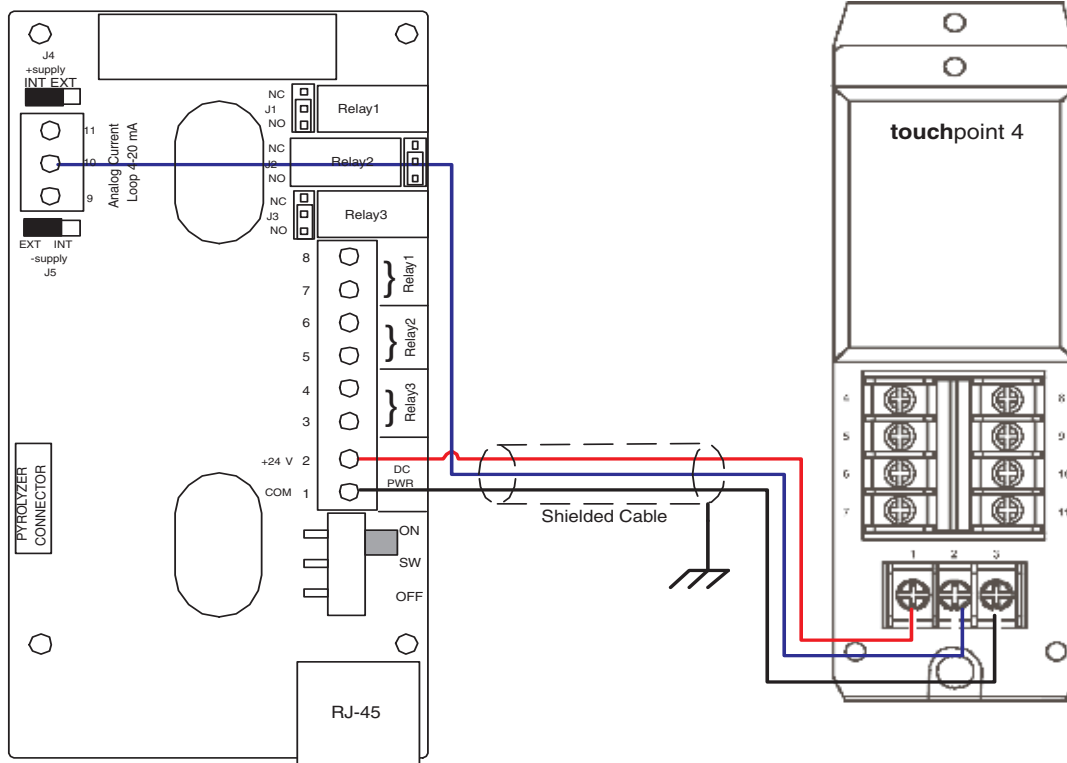 J4
+supply
INT EXT
11
10
9
Analog Current
Loop 4-20 mA
EXT INT
-supply
J5
NC
J1
NO
Relay1
NC
J2
NO
Relay2
NC
J3
NO
Relay3
8
7
6
5
4
3
2
1
Relay1
Relay2
Relay3
+24 V
COM
DC
PWR
ON
SW
OFF
PYROLYZER
CONNECTOR
RJ-45
Shielded Cable
touchpoint 4
4
5
6
7
8
9
10
11
1
2
3